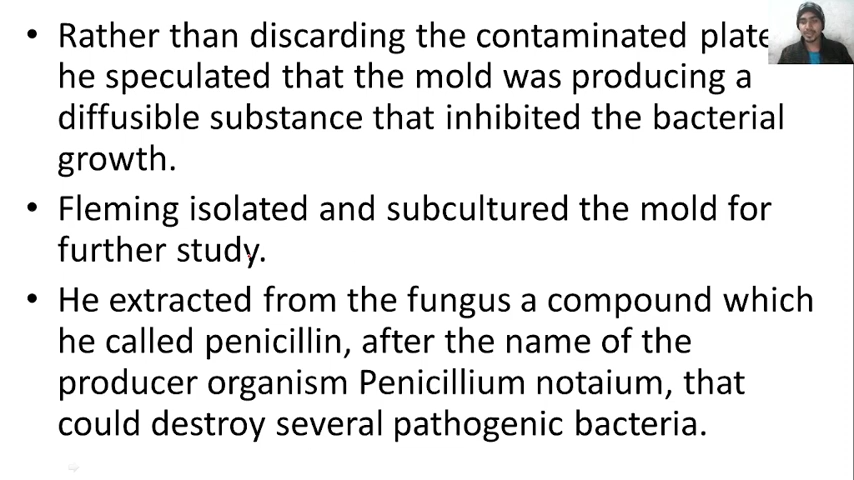 • Rather than discarding the contaminated plate
he speculated that the mold was producing a
diffusible substance that inhibited the bacterial
growth.
• Fleming isolated and subcultured the mold for
further study.
• He extracted from the fungus a compound which
he called penicillin, after the name of the
producer organism Penicillium notaium, that
could destroy several pathogenic bacteria.